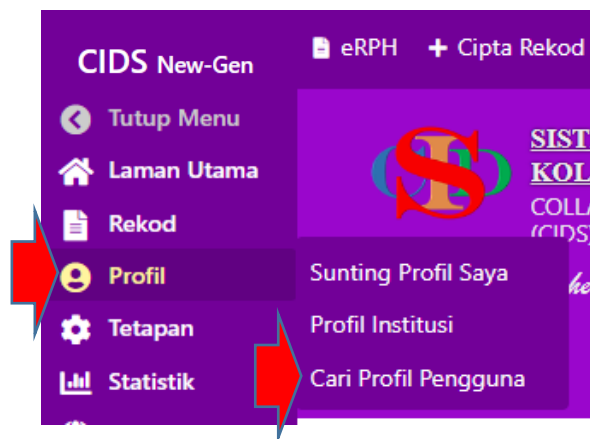 CIDS New-Gen
eRPH + Cipta Rekod
Tutup Menu
Laman Utama
Rekod
Profil
Tetapan
Statistik
SIST
KOL
COLLA
(CIDS)
he
Sunting Profil Saya
Profil Institusi
Cari Profil Pengguna